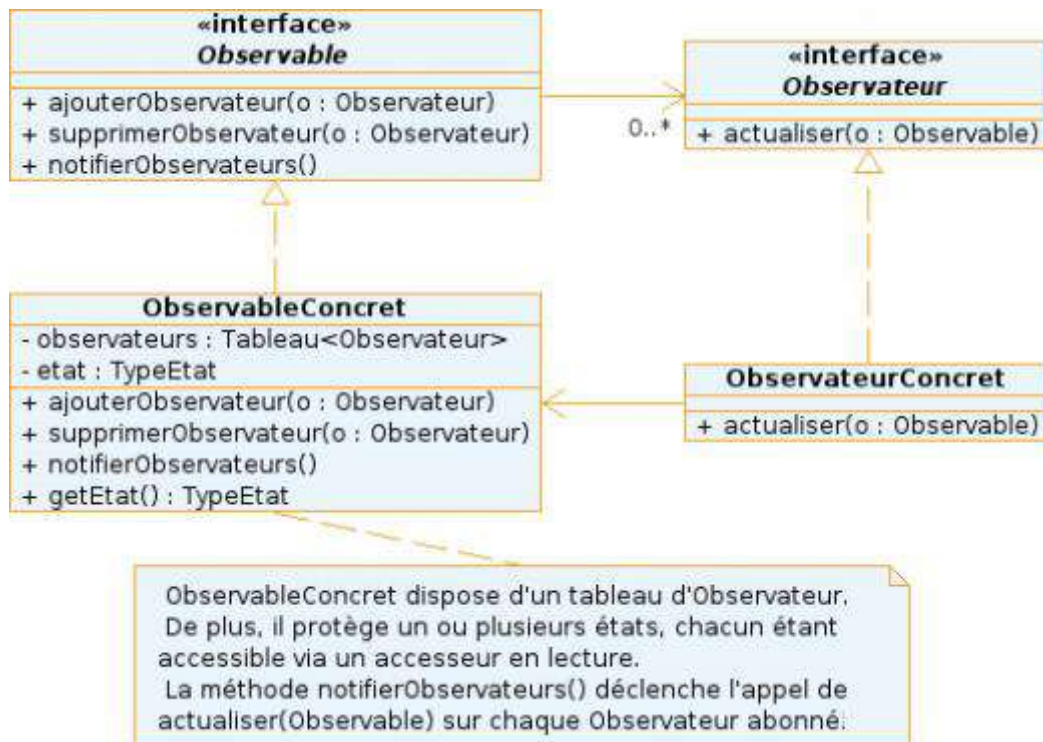 «interface»
Observable
+ ajouterObservateur(o : Observateur)
+ supprimerObservateur(o : Observateur)
+ notifierObservateurs()
«interface»
Observateur
+ actualiser(o : Observable)
0..*
ObservableConcret
- observateurs : Tableau<Observateur>
- etat : TypeEtat
+ ajouterObservateur(o : Observateur)
+ supprimerObservateur(o : Observateur)
+ notifierObservateurs()
+ getEtat() : TypeEtat
ObservateurConcret
+ actualiser(o : Observable)
ObservableConcret dispose d'un tableau d'Observateur.
De plus, il protège un ou plusieurs états, chacun étant
accessible via un accesseur en lecture.
La méthode notifierObservateurs() déclenche l'appel de
actualiser(Observable) sur chaque Observateur abonné.